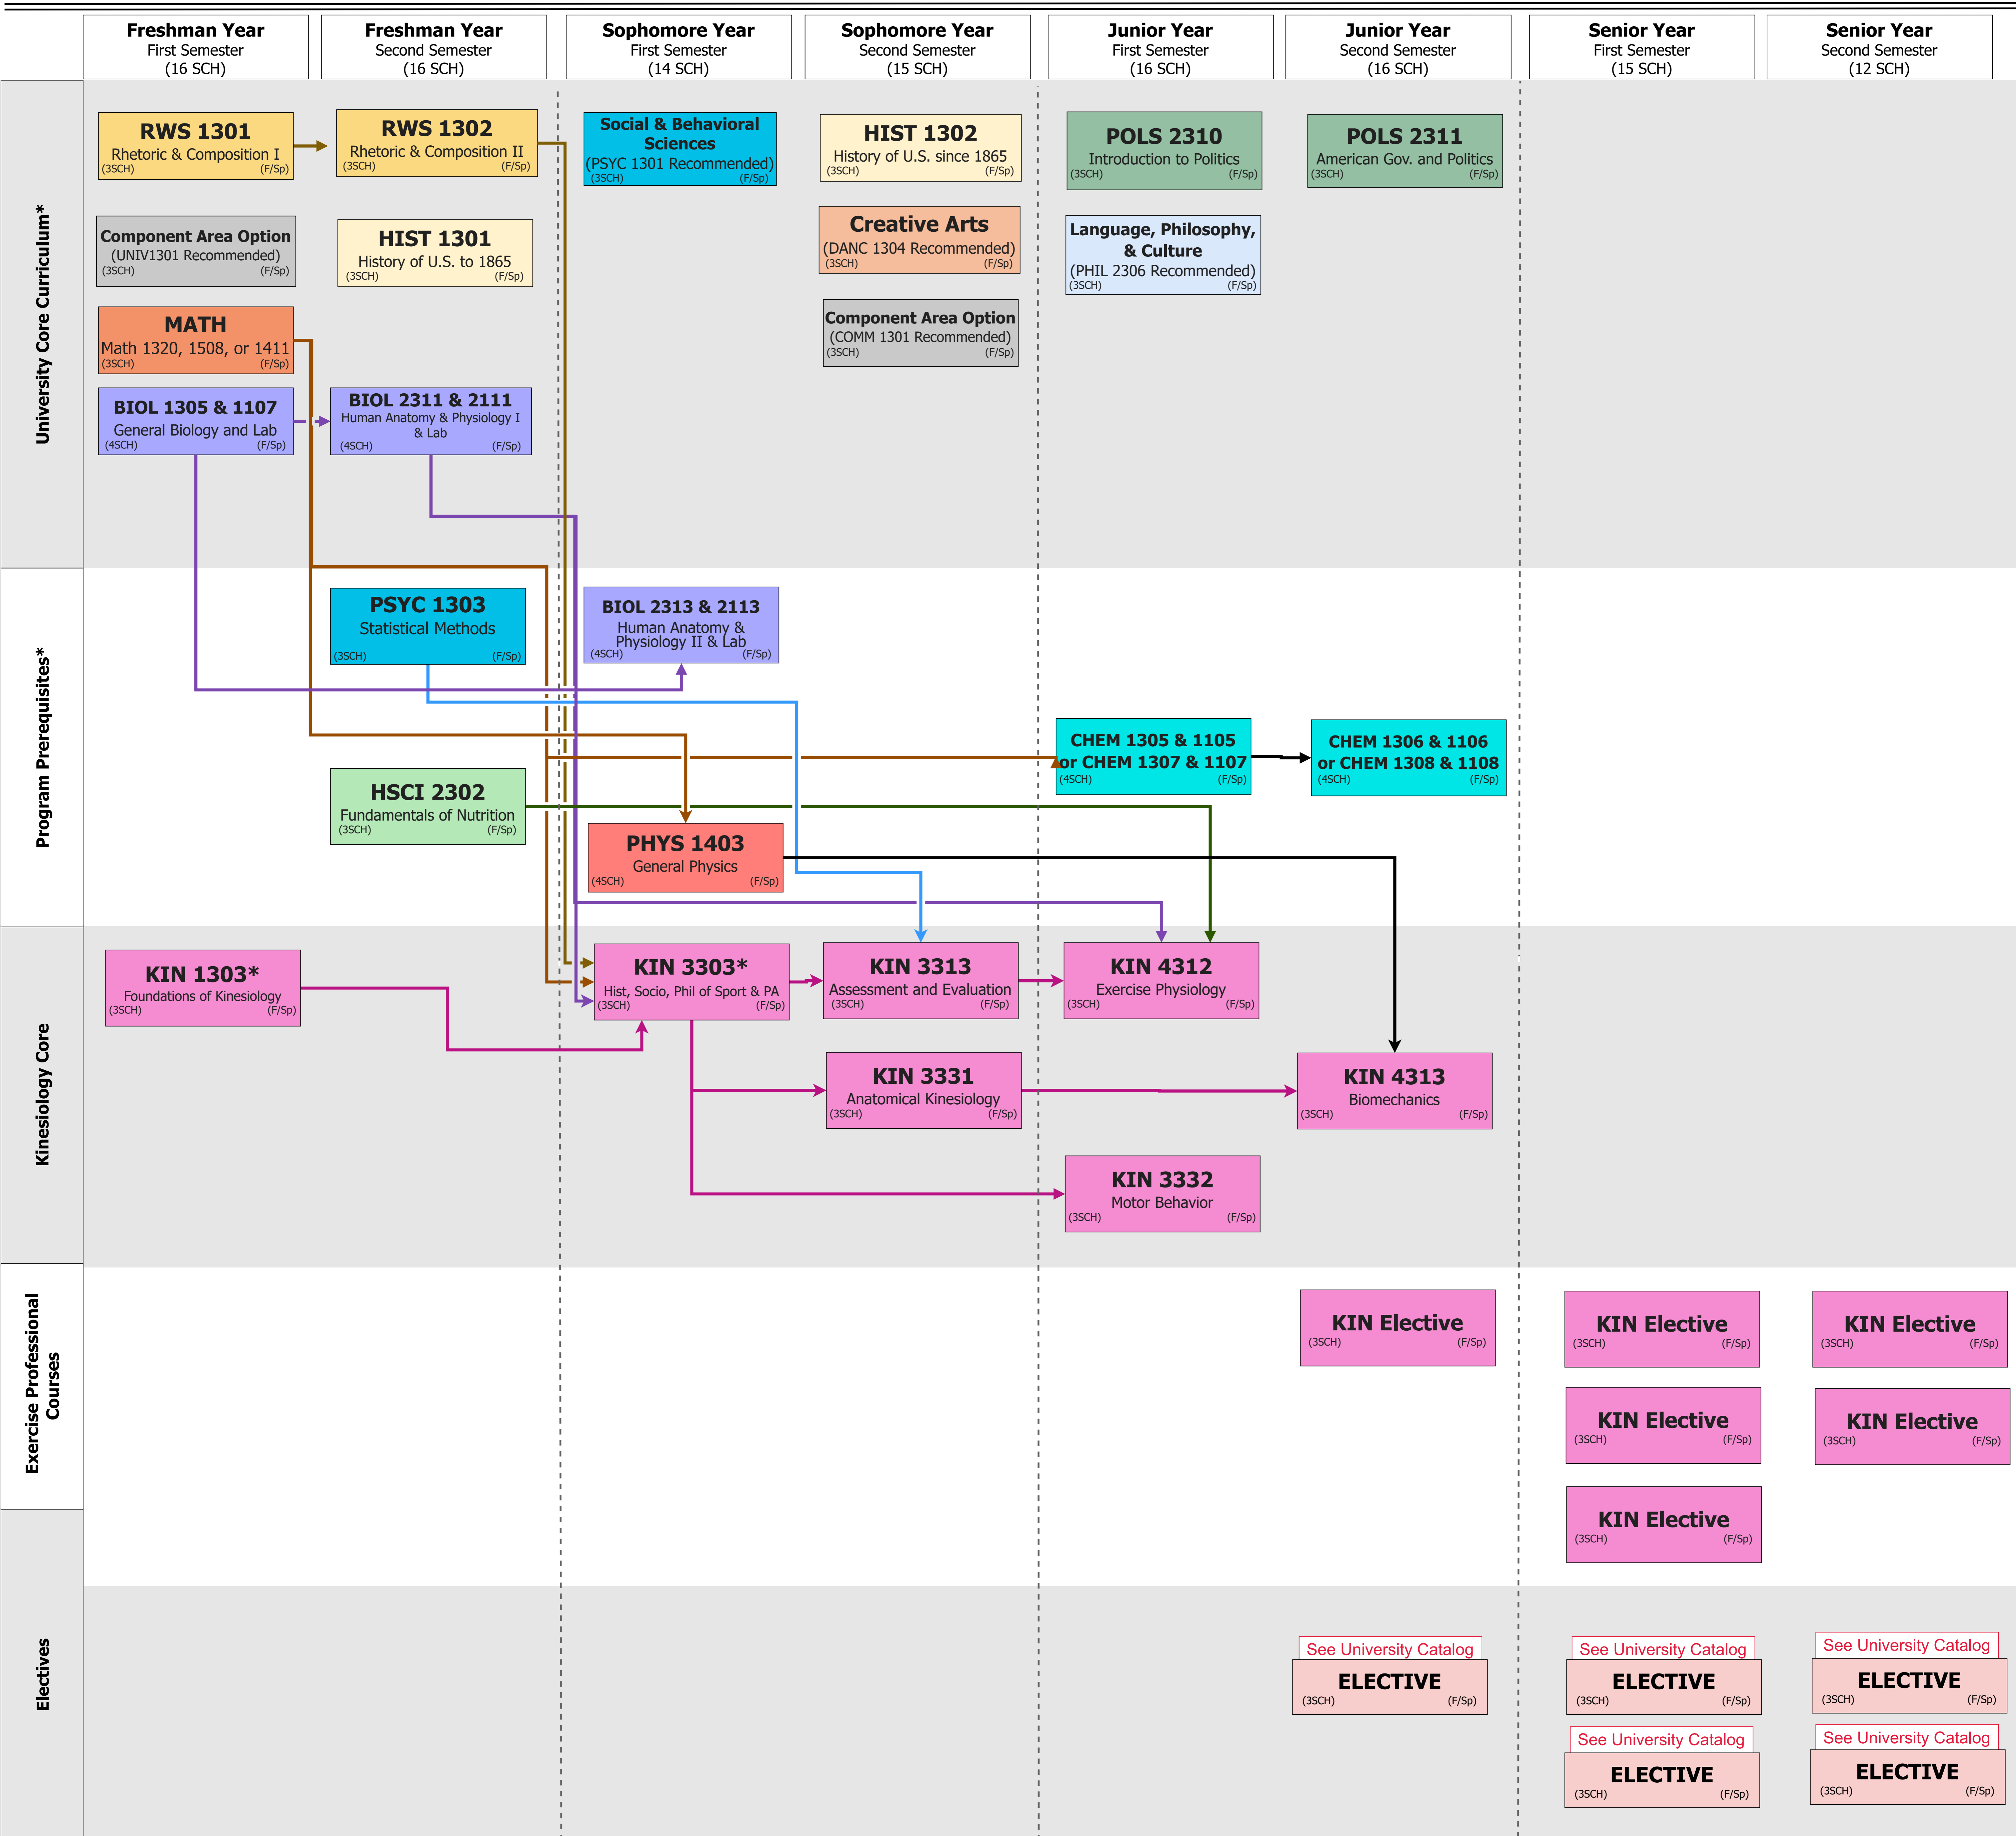 Freshman Year
First Semester
(16 SCH)
Freshman Year
Second Semester
(16 SCH)
Sophomore Year
First Semester
(14 SCH)
Sophomore Year
Second Semester
(15 SCH)
Junior Year
First Semester
(16 SCH)
Junior Year
Second Semester
(16 SCH)
Senior Year
First Semester
(15 SCH)
Senior Year
Second Semester
(12 SCH)
University Core Curriculum*
RWS 1301
Rhetoric & Composition I
(3SCH) (F/Sp)
RWS 1302
Rhetoric & Composition II
(3SCH) (F/Sp)
Social & Behavioral
Sciences
(PSYC 1301 Recommended)
(3SCH) (F/Sp)
HIST 1302
History of U.S. since 1865
(3SCH) (F/Sp)
POLS 2310
Introduction to Politics
(3SCH) (F/Sp)
POLS 2311
American Gov. and Politics
(3SCH) (F/Sp)
Component Area Option
(UNIV1301 Recommended)
(3SCH) (F/Sp)
HIST 1301
History of U.S. to 1865
(3SCH) (F/Sp)
Creative Arts
(DANC 1304 Recommended)
(3SCH) (F/Sp)
Language, Philosophy,
& Culture
(PHIL 2306 Recommended)
(3SCH) (F/Sp)
MATH
Math 1320, 1508, or 1411
(3SCH) (F/Sp)
Component Area Option
(COMM 1301 Recommended)
(3SCH) (F/Sp)
BIOL 1305 & 1107
General Biology and Lab
(4SCH) (F/Sp)
BIOL 2311 & 2111
Human Anatomy & Physiology I
& Lab
(4SCH) (F/Sp)
Program Prerequisites*
PSYC 1303
Statistical Methods
(3SCH) (F/Sp)
BIOL 2313 & 2113
Human Anatomy &
Physiology II & Lab
(4SCH) (F/Sp)
CHEM 1305 & 1105
or CHEM 1307 & 1107
(4SCH) (F/Sp)
CHEM 1306 & 1106
or CHEM 1308 & 1108
(4SCH) (F/Sp)
HSCI 2302
Fundamentals of Nutrition
(3SCH) (F/Sp)
PHYS 1403
General Physics
(4SCH) (F/Sp)
Kinesiology Core
KIN 1303*
Foundations of Kinesiology
(3SCH) (F/Sp)
KIN 3303*
Hist, Socio, Phil of Sport & PA
(3SCH) (F/Sp)
KIN 3313
Assessment and Evaluation
(3SCH) (F/Sp)
KIN 4312
Exercise Physiology
(3SCH) (F/Sp)
KIN 3331
Anatomical Kinesiology
(3SCH) (F/Sp)
KIN 4313
Biomechanics
(3SCH) (F/Sp)
KIN 3332
Motor Behavior
(3SCH) (F/Sp)
Exercise Professional
Courses
KIN Elective
(3SCH) (F/Sp)
KIN Elective
(3SCH) (F/Sp)
KIN Elective
(3SCH) (F/Sp)
KIN Elective
(3SCH) (F/Sp)
KIN Elective
(3SCH) (F/Sp)
KIN Elective
(3SCH) (F/Sp)
Electives
See University Catalog
ELECTIVE
(3SCH) (F/Sp)
See University Catalog
ELECTIVE
(3SCH) (F/Sp)
See University Catalog
ELECTIVE
(3SCH) (F/Sp)
See University Catalog
ELECTIVE
(3SCH) (F/Sp)
See University Catalog
ELECTIVE
(3SCH) (F/Sp)